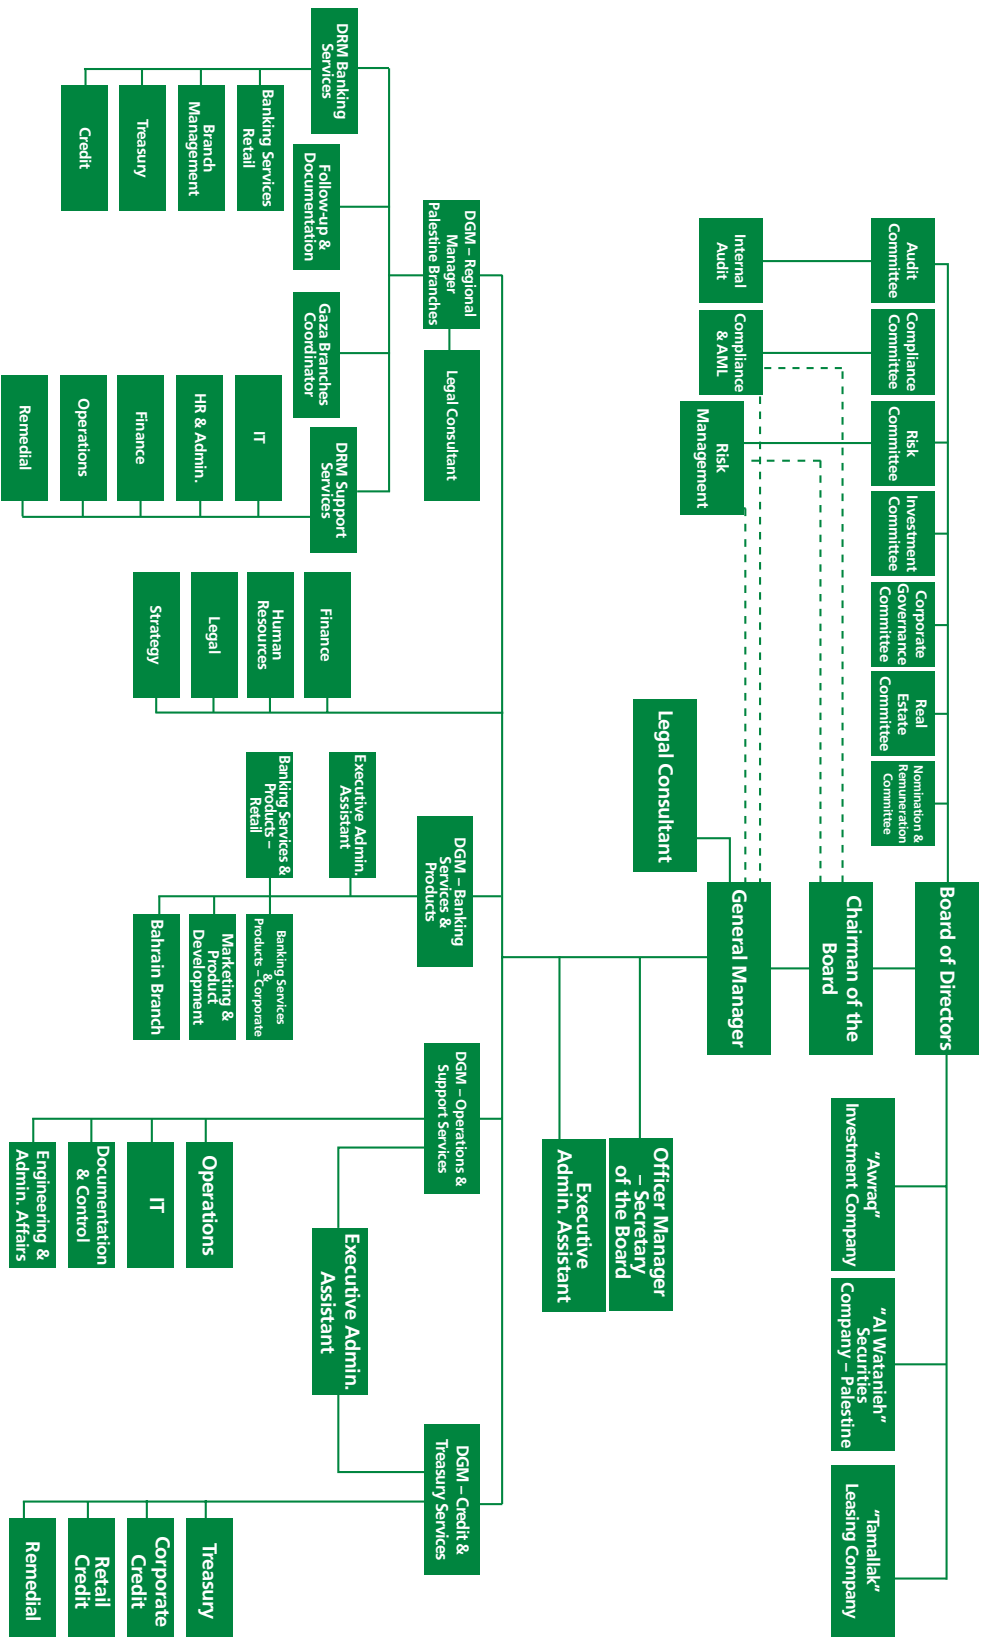 Board of Directors
Audit
Committee
Compliance
Committee
Risk
Committee
Investment
Committee
Corporate
Governance
Committee
Real
Estate
Committee
Nomination &
Remuneration
Committee
"Awraq"
Investment Company
"Al Watanieh"
Securities
Company – Palestine
"Tamallak"
Leasing Company
Chairman of the
Board
Internal
Audit
Compliance
& AML
Risk
Management
General Manager
Legal Consultant
Officer Manager
– Secretary
of the Board
Executive
Admin. Assistant
DGM – Regional
Manager
Palestine Branches
Legal Consultant
DRM Banking
Services
Follow-up &
Documentation
Gaza Branches
Coordinator
DRM Support
Services
Banking Services
Retail
Branch
Management
Treasury
Credit
IT
HR & Admin.
Finance
Operations
Remedial
Finance
Human
Resources
Legal
Strategy
DGM – Banking
Services &
Products
Executive Admin.
Assistant
Banking Services &
Products –
Retail
Banking Services
&
Products – Corporate
Marketing &
Product
Development
Bahrain Branch
DGM – Operations &
Support Services
Executive Admin.
Assistant
Operations
IT
Documentation
& Control
Engineering &
Admin. Affairs
DGM – Credit &
Treasury Services
Treasury
Corporate
Credit
Retail
Credit
Remedial